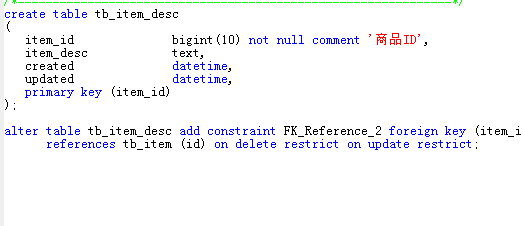 /*==============================================================*/
create table tb_item_desc
(
item_id bigint(10) not null comment '商品ID',
item_desc text,
created datetime,
updated datetime,
primary key (item_id)
);
alter table tb_item_desc add constraint FK_Reference_2 foreign key (item_i
references tb_item (id) on delete restrict on update restrict;